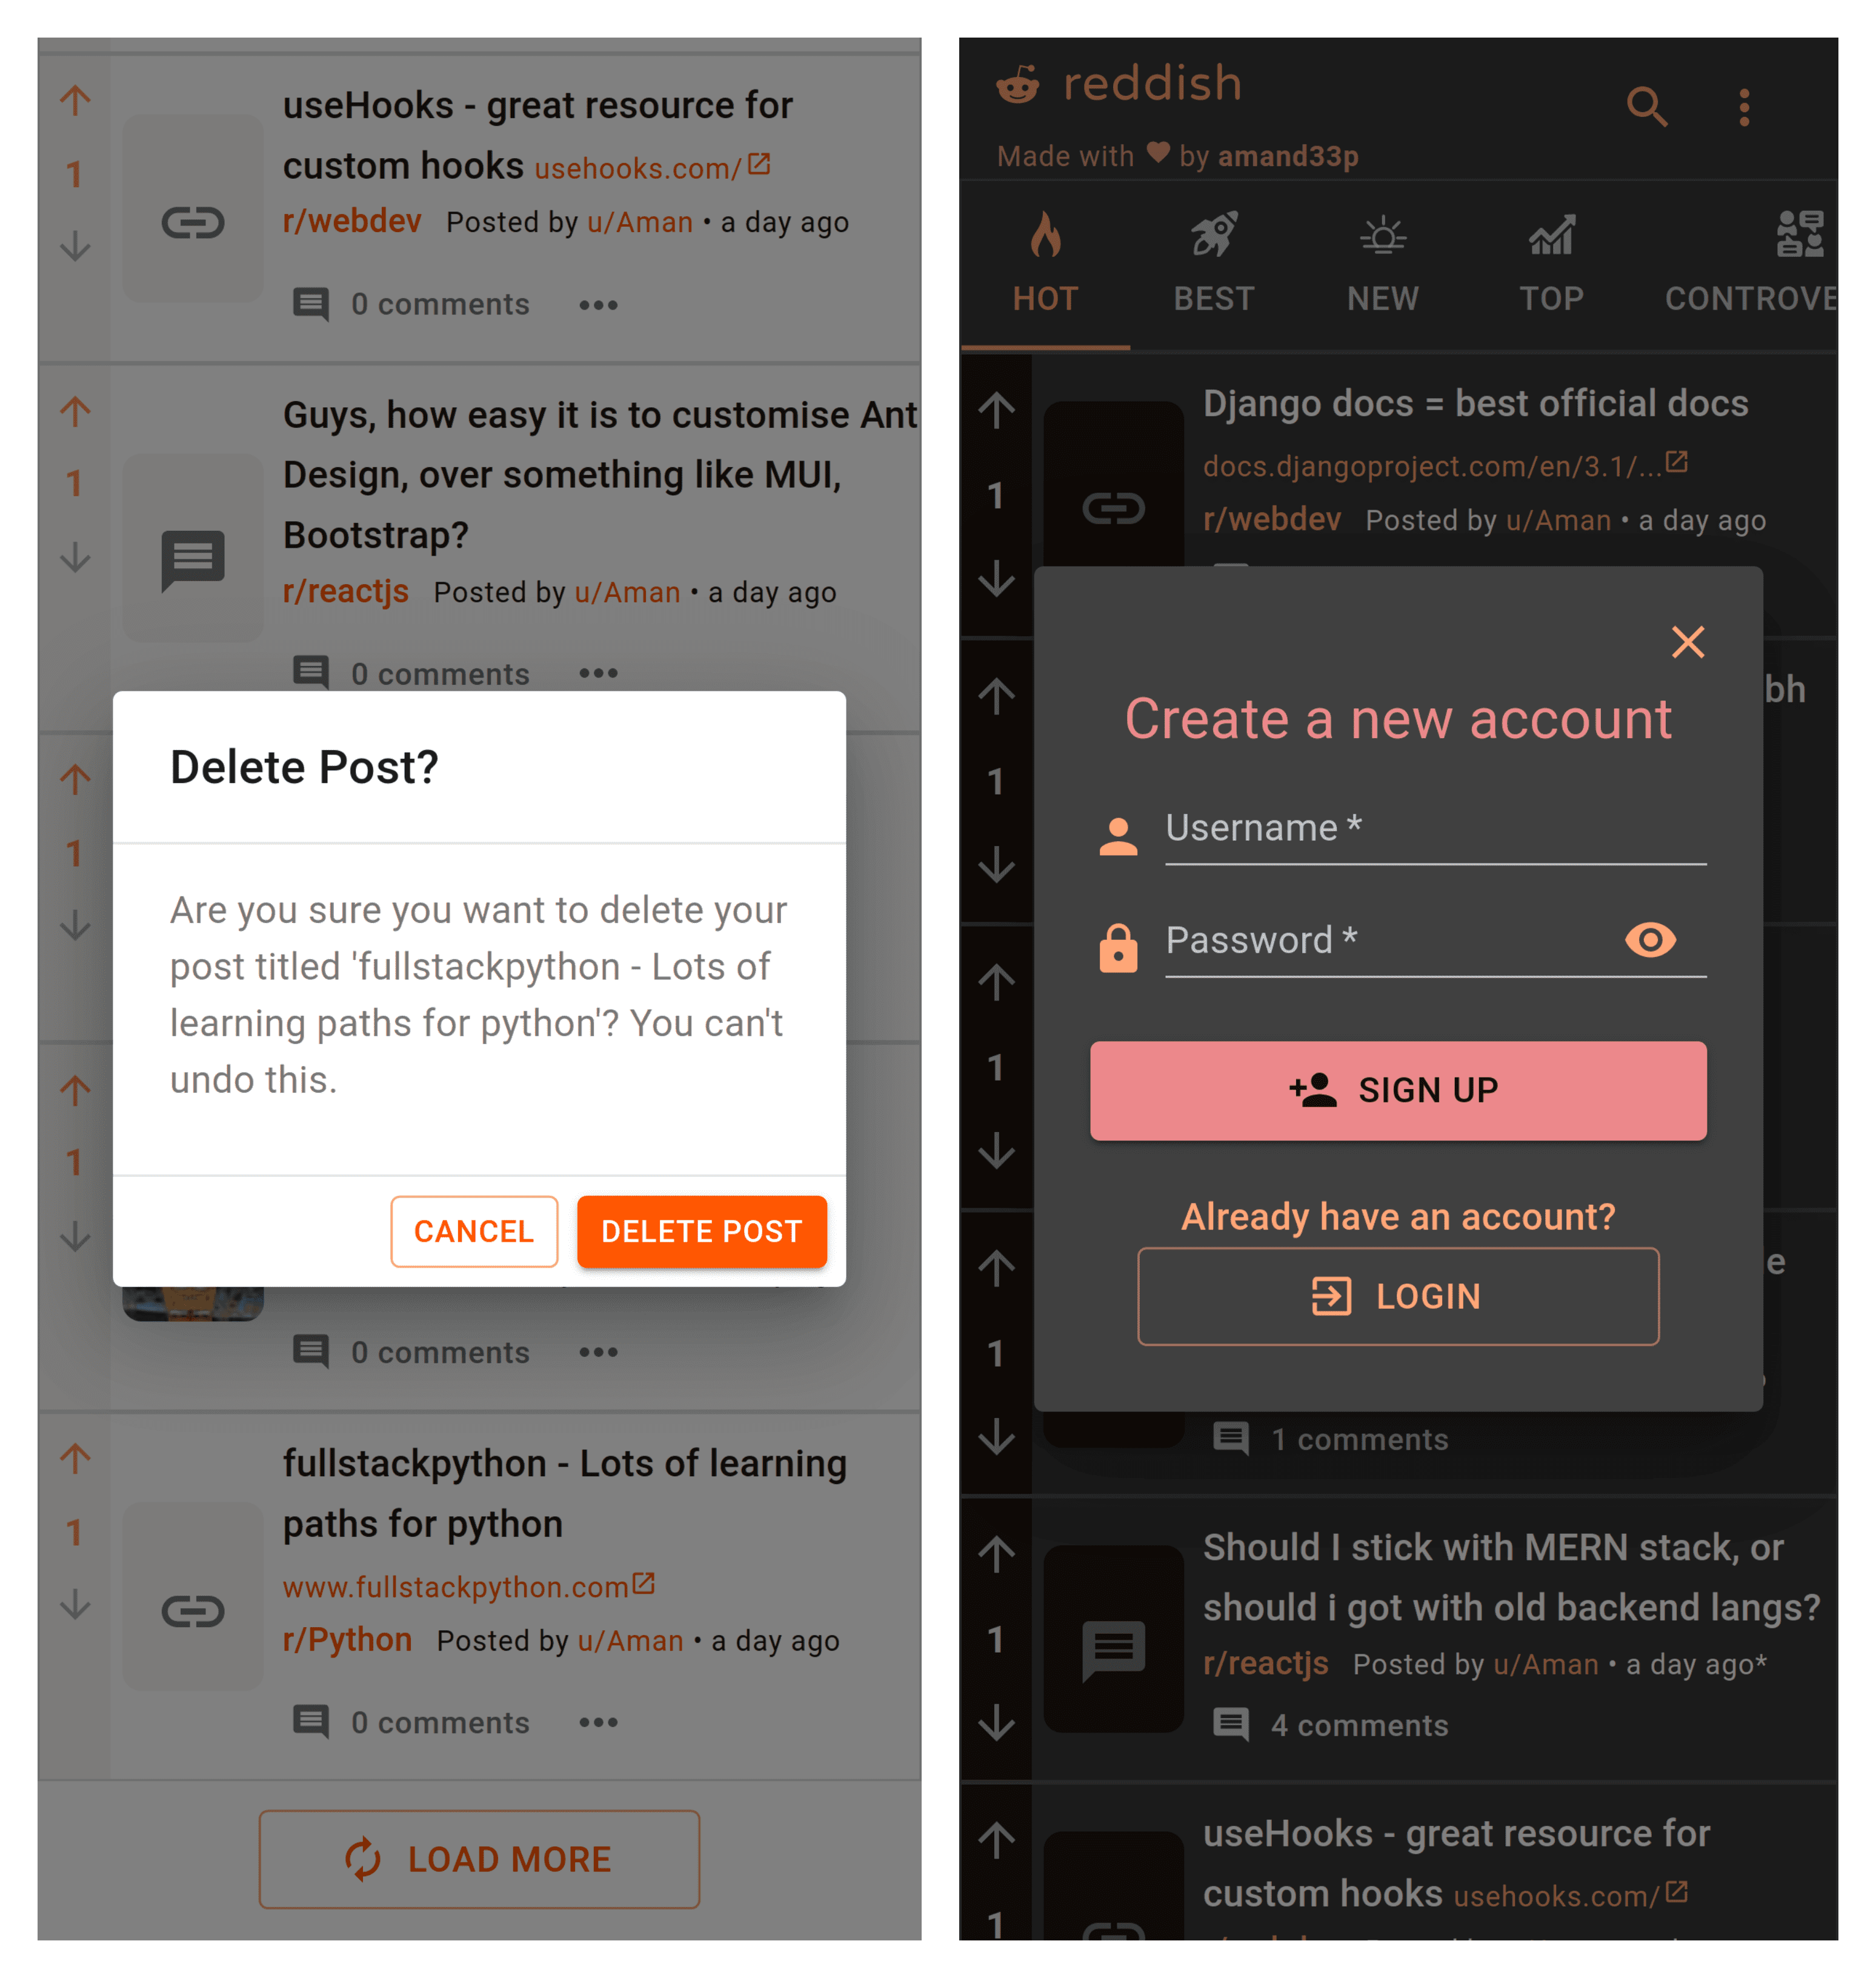 1
useHooks - great resource for
custom hooks usehooks.com/
r/webdev Posted by u/Aman • a day ago
0 comments
1
Guys, how easy it is to customise Ant
Design, over something like MUI,
Bootstrap?
r/reactjs Posted by u/Aman • a day ago
0 comments
1
Delete Post?
Are you sure you want to delete your
post titled 'fullstackpython - Lots of
learning paths for python'? You can't
undo this.
1
CANCEL
DELETE POST
0 comments
1
fullstackpython - Lots of learning
paths for python
www.fullstackpython.com
r/Python Posted by u/Aman • a day ago
0 comments
LOAD MORE
reddish
Made with by amand33p
HOT BEST NEW TOP CONTROVE
1
Django docs = best official docs
docs.djangoproject.com/en/3.1/...
r/webdev Posted by u/Aman • a day ago
bh
1
Create a new account
Username *
Password *
1
SIGN UP
Already have an account?
e
LOGIN
1
1 comments
1
Should I stick with MERN stack, or
should i got with old backend langs?
r/reactjs Posted by u/Aman • a day ago*
4 comments
1
useHooks - great resource for
custom hooks usehooks.com/